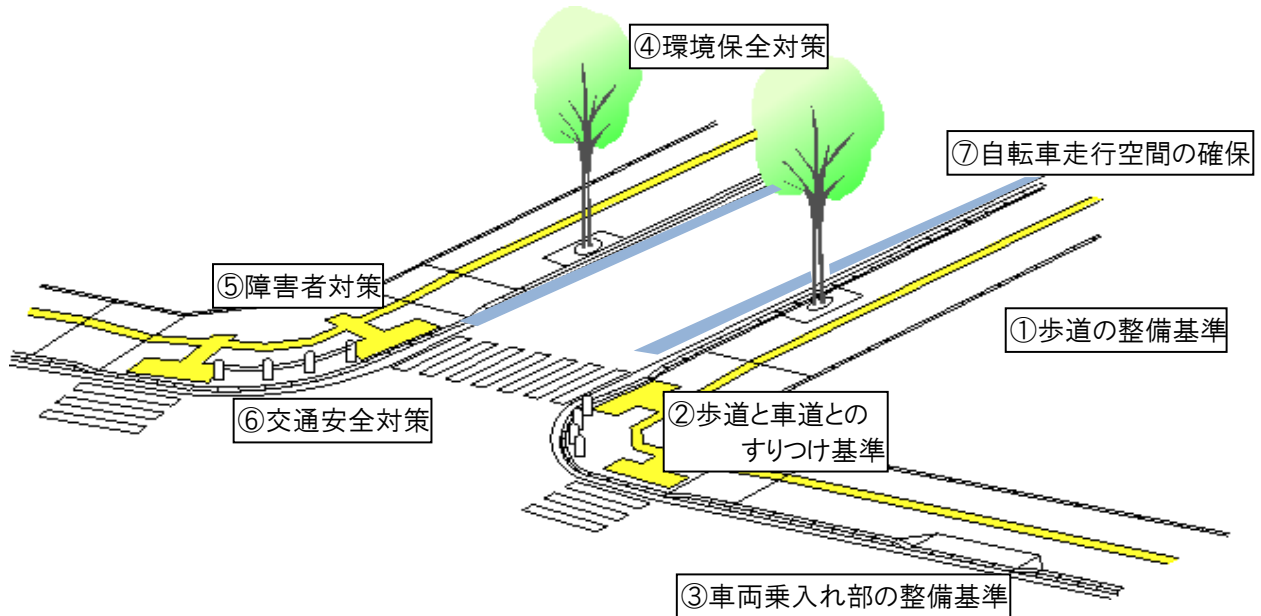 ④環境保全対策
⑦自転車走行空間の確保
⑤障害者対策
①歩道の整備基準
⑥交通安全対策
②歩道と車道との
すりつけ基準
③車両乗入れ部の整備基準